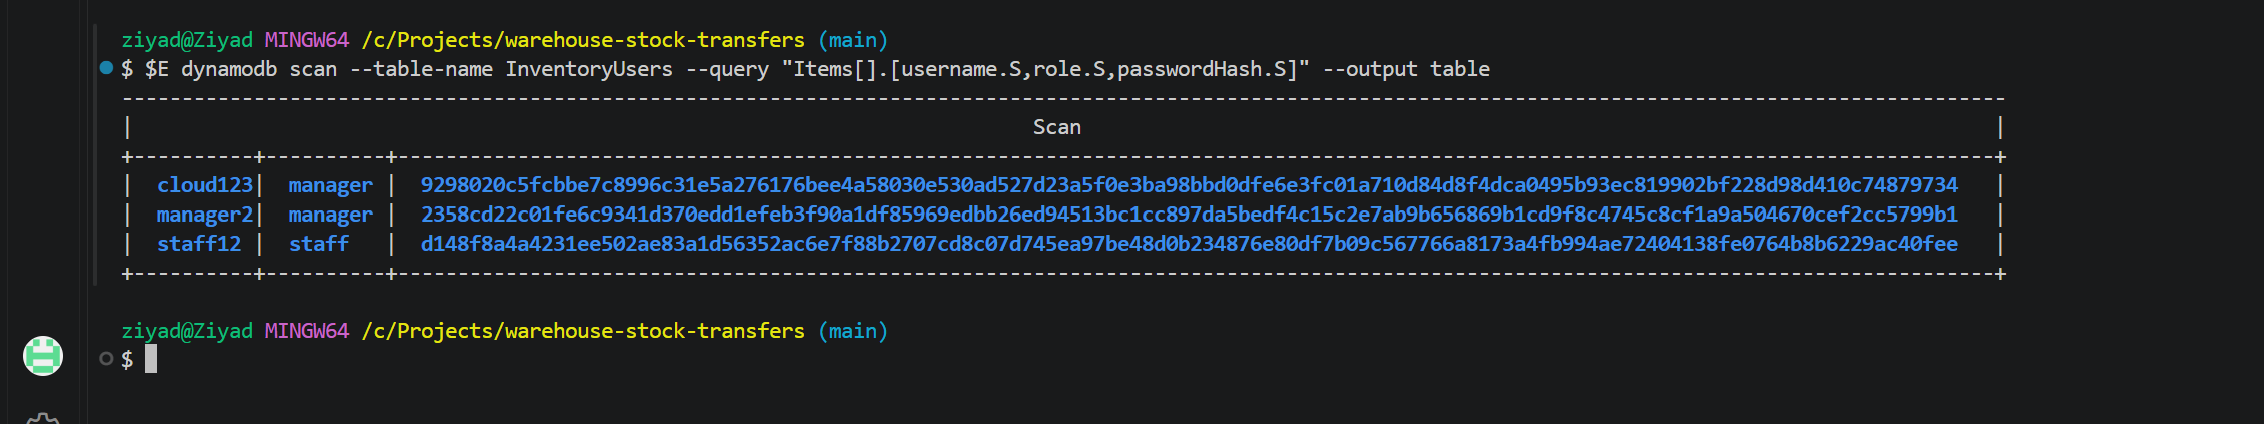 ziyad@Ziyad MINGW64 /c/Projects/warehouse-stock-transfers (main)
$ $E dynamodb scan --table-name InventoryUsers --query "Items[].[username.S,role.S,passwordHash.S]" --output table
Scan
cloud123| manager | 9298020c5fcbbe7c8996c31e5a276176bee4a58030e530ad527d23a5f0e3ba98bbd0dfe6e3fc01a710d84d8f4dca0495b93ec819902bf228d98d410c74879734
manager2| manager | 2358cd22c01fe6c9341d370edd1efeb3f90a1df85969edbb26ed94513bc1cc897da5bedf4c15c2e7ab9b656869b1cd9f8c4745c8cf1a9a504670cef2cc5799b1
staff12 | staff | d148f8a4a4231ee502ae83a1d56352ac6e7f88b2707cd8c07d745ea97be48d0b234876e80df7b09c567766a8173a4fb994ae72404138fe0764b8b6229ac40fee
ziyad@Ziyad MINGW64 /c/Projects/warehouse-stock-transfers (main)
$